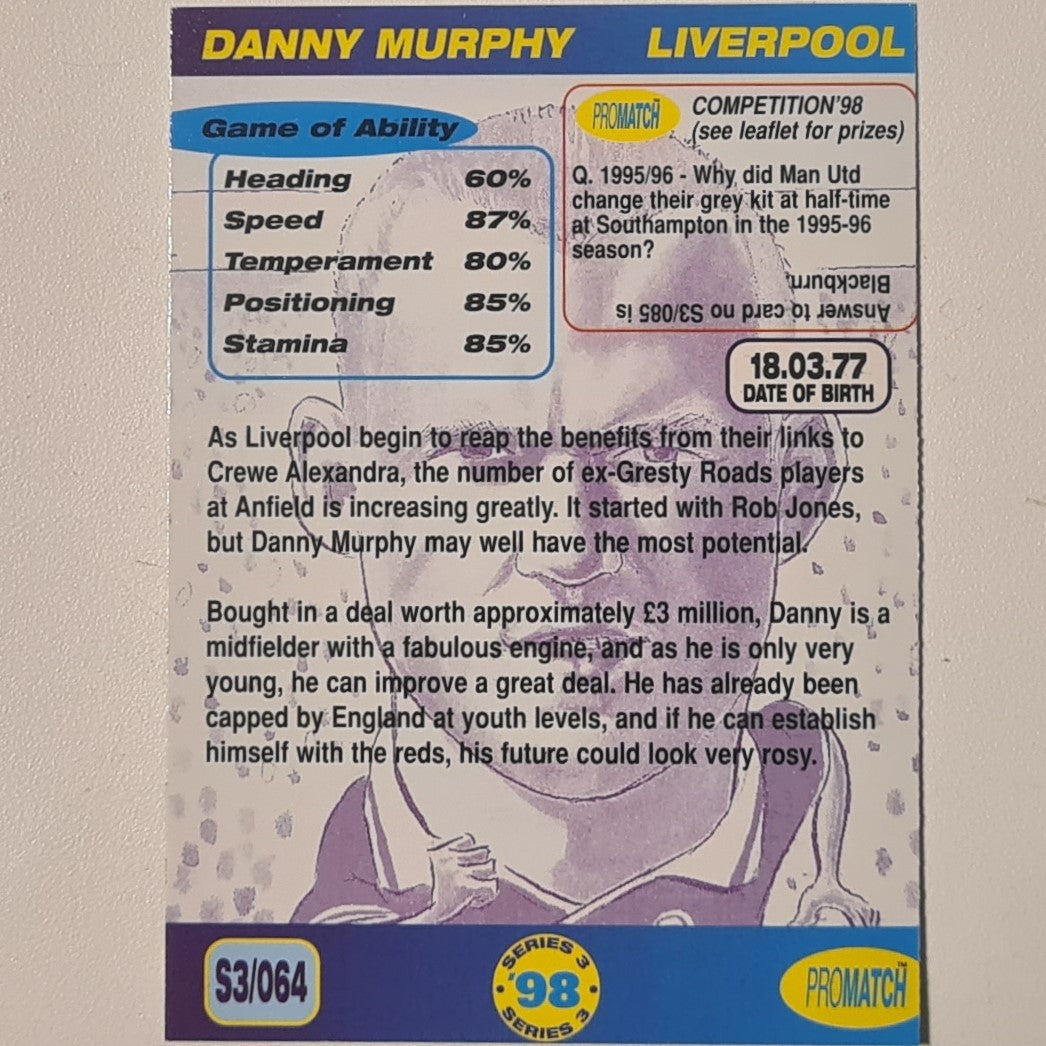 DANNY MURPHY LIVERPOOL
Game of Ability
Heading 60%
Speed 87%
Temperament 80%
Positioning 85%
Stamina 85%
PROMATCH™ COMPETITION'98
(see leaflet for prizes)
Q. 1995/96 - Why did Man Utd
change their grey kit at half-time
at Southampton in the 1995-96
season?
Answer to card no S3/085 is
Blackburn.
18.03.77
DATE OF BIRTH
As Liverpool begin to reap the benefits from their links to
Crewe Alexandra, the number of ex-Gresty Roads players
at Anfield is increasing greatly. It started with Rob Jones,
but Danny Murphy may well have the most potential.
Bought in a deal worth approximately £3 million, Danny is a
midfielder with a fabulous engine, and as he is only very
young, he can improve a great deal. He has already been
capped by England at youth levels, and if he can establish
himself with the reds, his future could look very rosy.
S3/064
SERIES 3
'98
SERIES 3
PROMATCH™